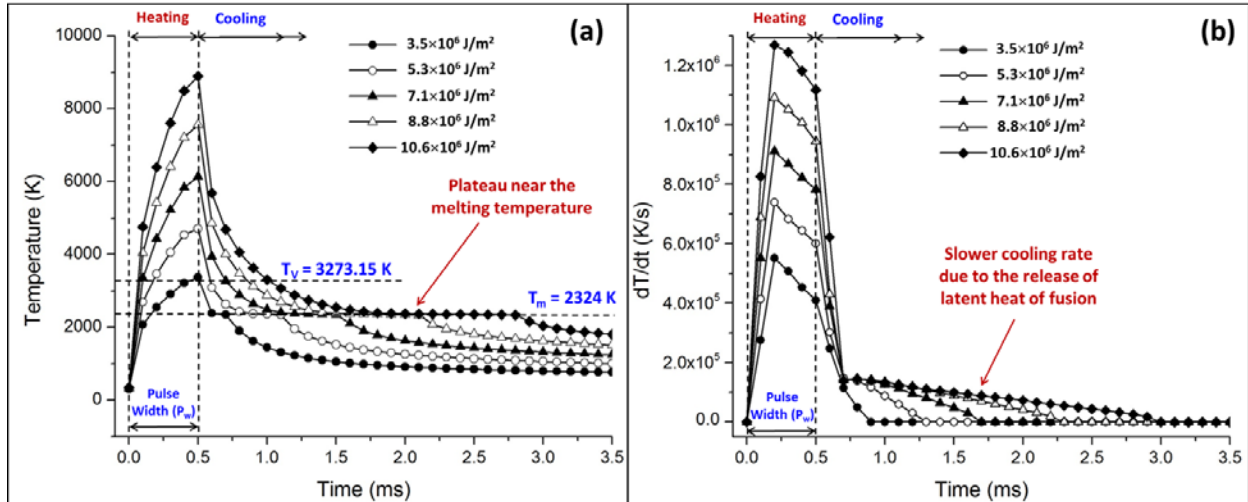 Heating
Cooling
(a)
10000
8000
6000
4000
2000
0
Temperature (K)
3.5×10⁶ J/m²
5.3×10⁶ J/m²
7.1×10⁶ J/m²
8.8×10⁶ J/m²
10.6×10⁶ J/m²
Plateau near the
melting temperature
Tᵥ = 3273.15 K
Tₘ = 2324 K
Pulse
Width (P_w)
0.0 0.5 1.0 1.5 2.0 2.5 3.0 3.5
Time (ms)
Heating
Cooling
(b)
1.2×10⁶
1.0×10⁶
8.0×10⁵
6.0×10⁵
4.0×10⁵
2.0×10⁵
0.0
dT/dt (K/s)
3.5×10⁶ J/m²
5.3×10⁶ J/m²
7.1×10⁶ J/m²
8.8×10⁶ J/m²
10.6×10⁶ J/m²
Slower cooling rate
due to the release of
latent heat of fusion
Pulse
Width (P_w)
0.0 0.5 1.0 1.5 2.0 2.5 3.0 3.5
Time (ms)